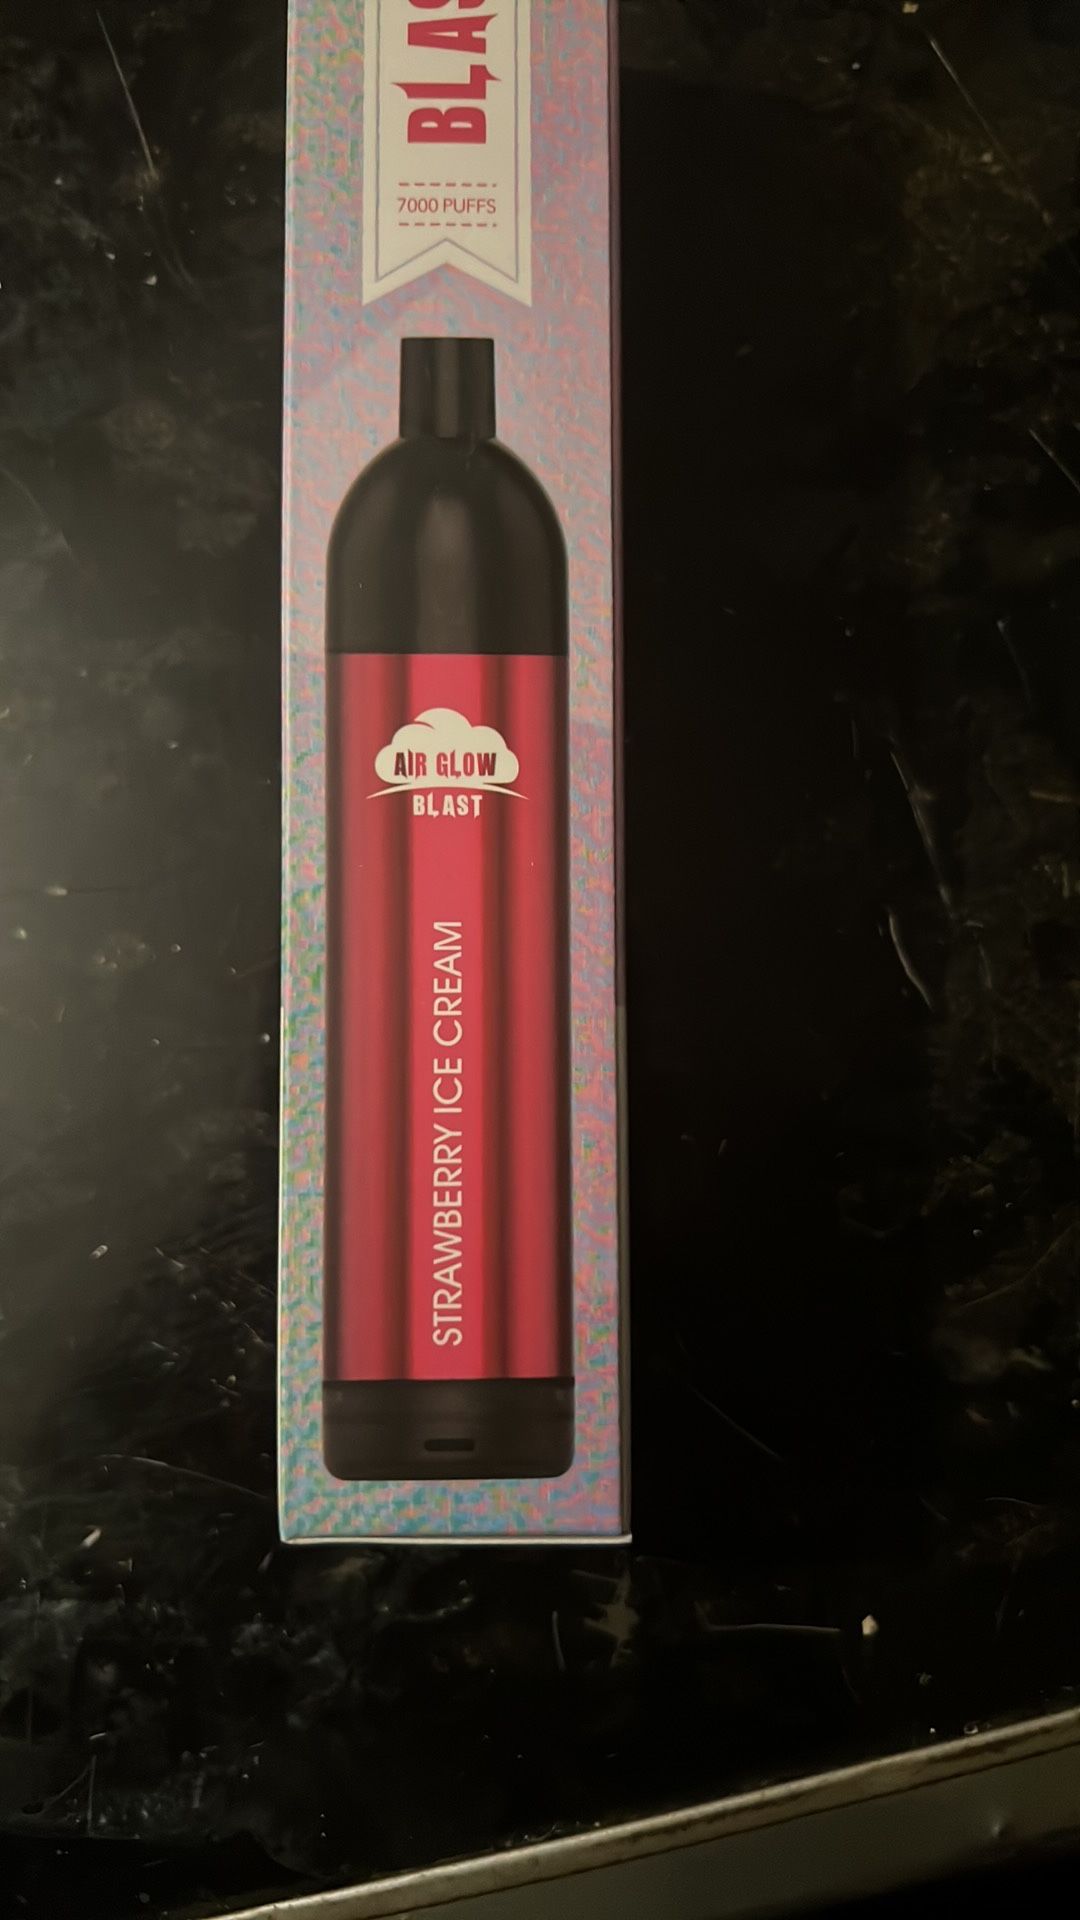 BLAS
7000 PUFFS
AIR GLOW
BLAST
STRAWBERRY ICE CREAM